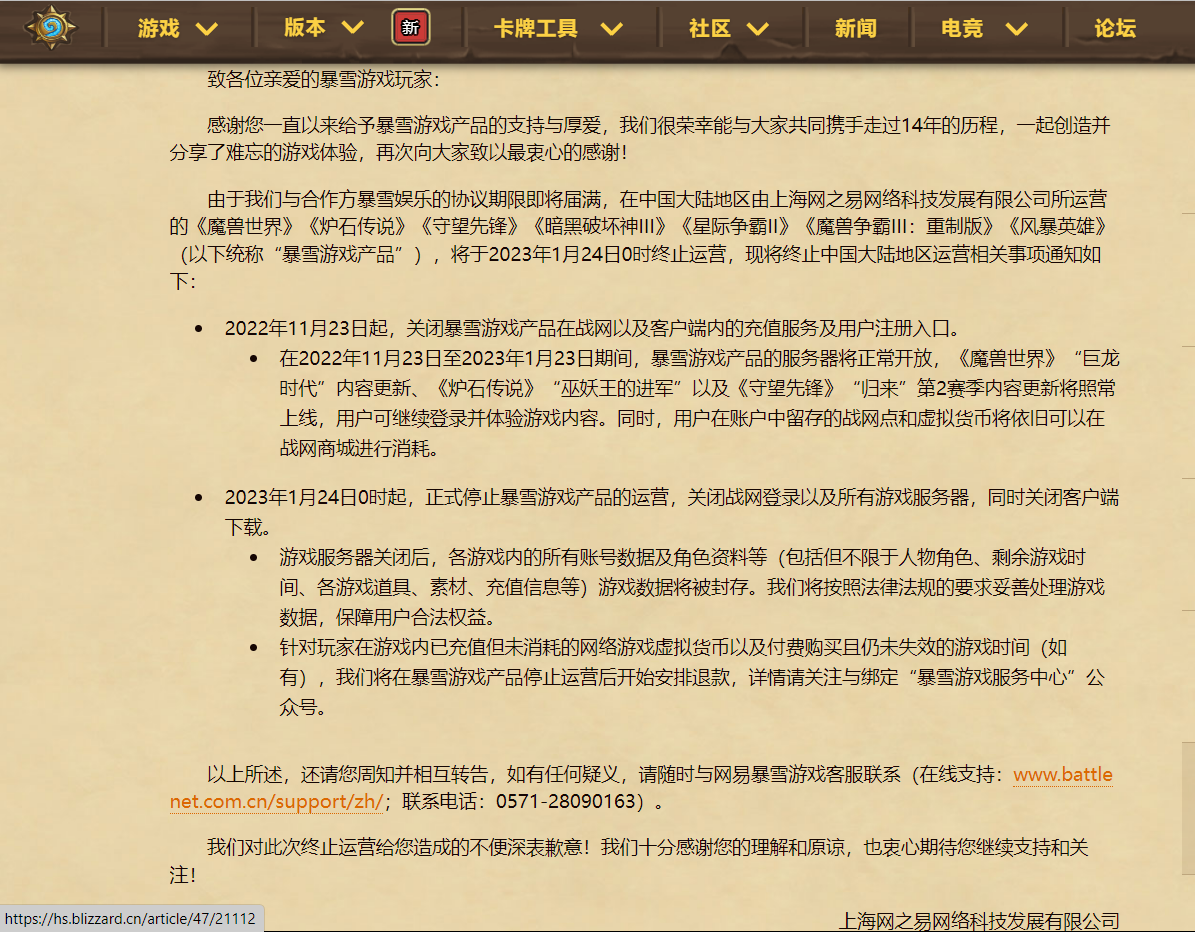 游戏 版本 新 卡牌工具 社区 新闻 电竞 论坛
致各位亲爱的暴雪游戏玩家：
感谢您一直以来给予暴雪游戏产品的支持与厚爱，我们很荣幸能与大家共同携手走过14年的历程，一起创造并
分享了难忘的游戏体验，再次向大家致以最衷心的感谢！
由于我们与合作方暴雪娱乐的协议期限即将届满，在中国大陆地区由上海网之易网络科技发展有限公司所运营
的《魔兽世界》《炉石传说》《守望先锋》《暗黑破坏神III》《星际争霸II》《魔兽争霸III：重制版》《风暴英雄》
（以下统称“暴雪游戏产品”），将于2023年1月24日0时终止运营，现将终止中国大陆地区运营相关事项通知如
下：
• 2022年11月23日起，关闭暴雪游戏产品在战网以及客户端内的充值服务及用户注册入口。
• 在2022年11月23日至2023年1月23日期间，暴雪游戏产品的服务器将正常开放，《魔兽世界》“巨龙
时代”内容更新、《炉石传说》“巫妖王的进军”以及《守望先锋》“归来”第2赛季内容更新将照常
上线，用户可继续登录并体验游戏内容。同时，用户在账户中留存的战网点和虚拟货币将依旧可以在
战网商城进行消耗。
• 2023年1月24日0时起，正式停止暴雪游戏产品的运营，关闭战网登录以及所有游戏服务器，同时关闭客户端
下载。
• 游戏服务器关闭后，各游戏内的所有账号数据及角色资料等（包括但不限于人物角色、剩余游戏时
间、各游戏道具、素材、充值信息等）游戏数据将被封存。我们将按照法律法规的要求妥善处理游戏
数据，保障用户合法权益。
• 针对玩家在游戏内已充值但未消耗的网络游戏虚拟货币以及付费购买且仍未失效的游戏时间（如
有），我们将在暴雪游戏产品停止运营后开始安排退款，详情请关注与绑定“暴雪游戏服务中心”公
众号。
以上所述，还请您周知并相互转告，如有任何疑义，请随时与网易暴雪游戏客服联系（在线支持：www.battle
net.com.cn/support/zh/；联系电话：0571-28090163）。
我们对此次终止运营给您造成的不便深表歉意！我们十分感谢您的理解和原谅，也衷心期待您继续支持和关
注！
上海网之易网络科技发展有限公司
https://hs.blizzard.cn/article/47/21112